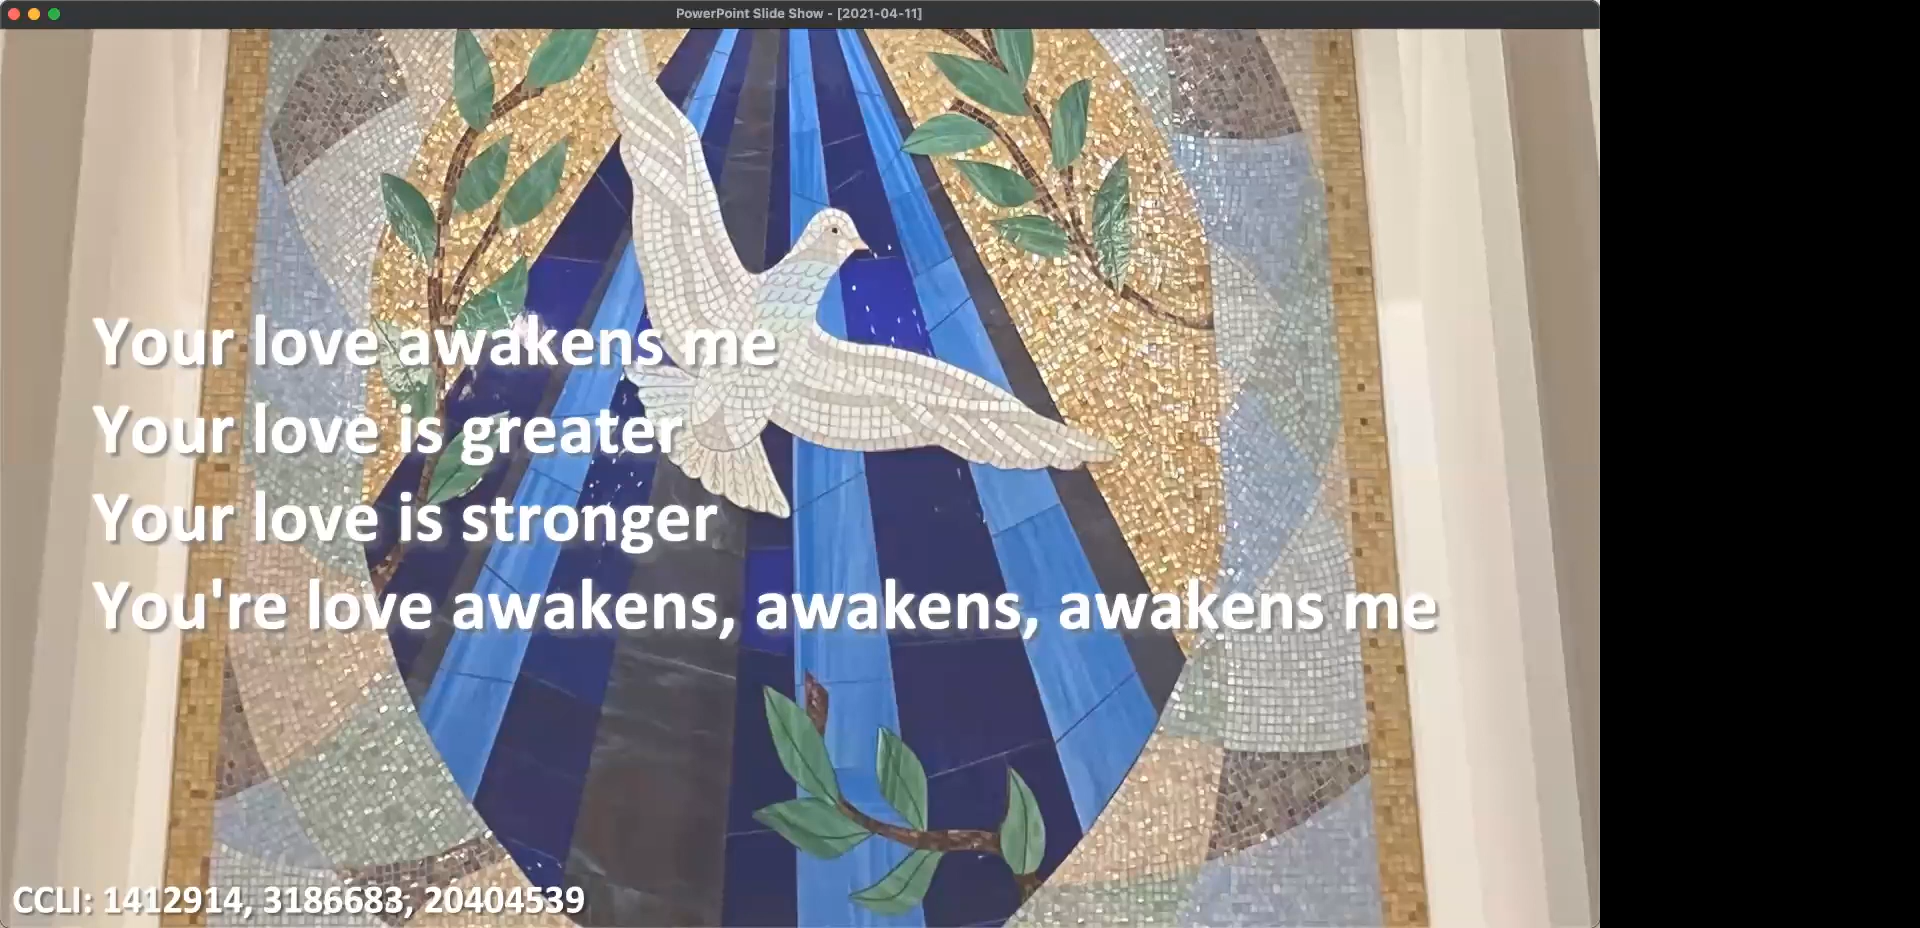 PowerPoint Slide Show - [2021-04-11]
Your love awakens me
Your love is greater
Your love is stronger
You're love awakens, awakens, awakens me
CCLI: 1412914, 3186683, 20404539